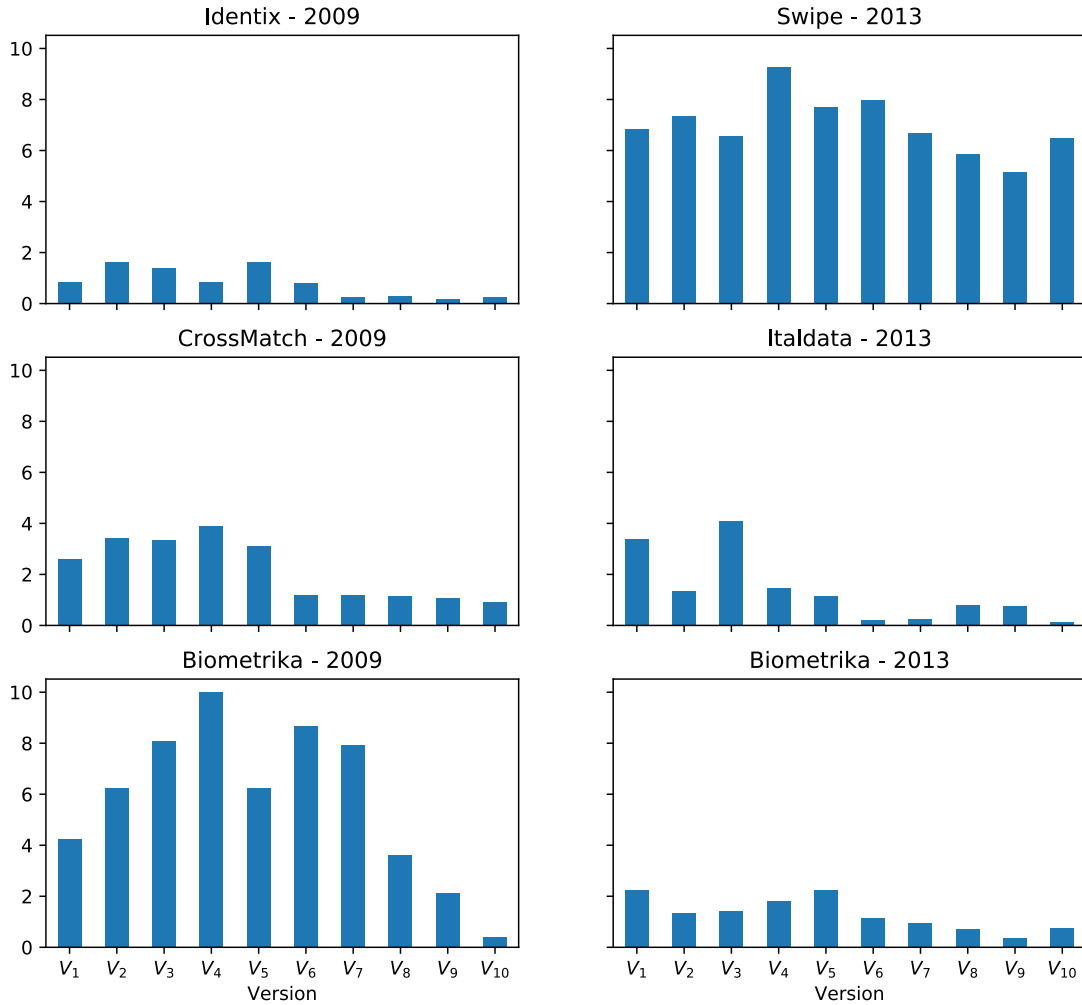 Identix - 2009
Swipe - 2013
10
8
6
4
2
0
CrossMatch - 2009
Italdata - 2013
10
8
6
4
2
0
Biometrika - 2009
Biometrika - 2013
10
8
6
4
2
0
V₁ V₂ V₃ V₄ V₅ V₆ V₇ V₈ V₉ V₁₀
V₁ V₂ V₃ V₄ V₅ V₆ V₇ V₈ V₉ V₁₀
Version
Version